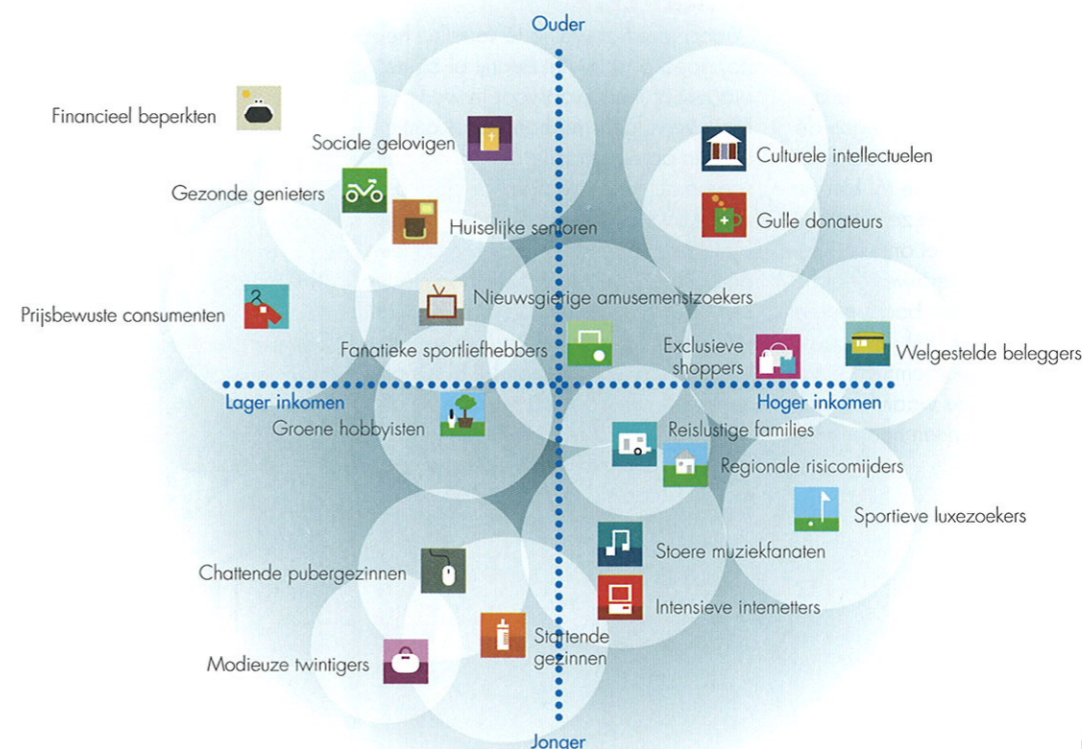 Ouder
Financieel beperkten
Sociale gelovigen
Culturele intellectuelen
Gezonde genieters
Gulle donateurs
Huiselijke senioren
Nieuwsgierige amusementszoekers
Prijsbewuste consumenten
Fanatieke sportliefhebbers
Exclusieve
shoppers
Welgestelde beleggers
Lager inkomen
Hoger inkomen
Groene hobbyisten
Reislustige families
Regionale risicomijders
Sportieve luxezoekers
Stoere muziekfanaten
Chattende pubergezinnen
Intensieve internetters
Startende
gezinnen
Modieuze twintigers
Jonger